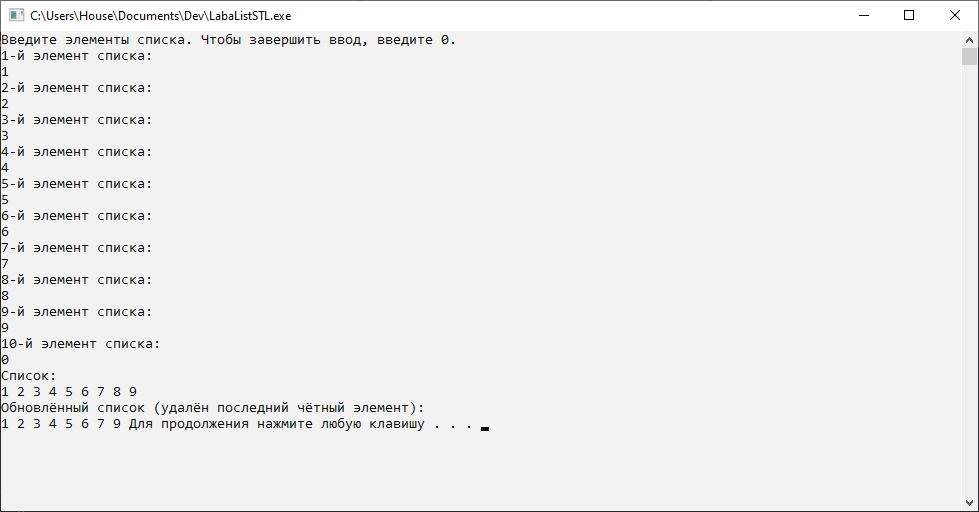 C:\Users\House\Documents\Dev\LabaListSTL.exe
Введите элементы списка. Чтобы завершить ввод, введите 0.
1-й элемент списка:
1
2-й элемент списка:
2
3-й элемент списка:
3
4-й элемент списка:
4
5-й элемент списка:
5
6-й элемент списка:
6
7-й элемент списка:
7
8-й элемент списка:
8
9-й элемент списка:
9
10-й элемент списка:
0
Список:
1 2 3 4 5 6 7 8 9
Обновлённый список (удалён последний чётный элемент):
1 2 3 4 5 6 7 9 Для продолжения нажмите любую клавишу . . .